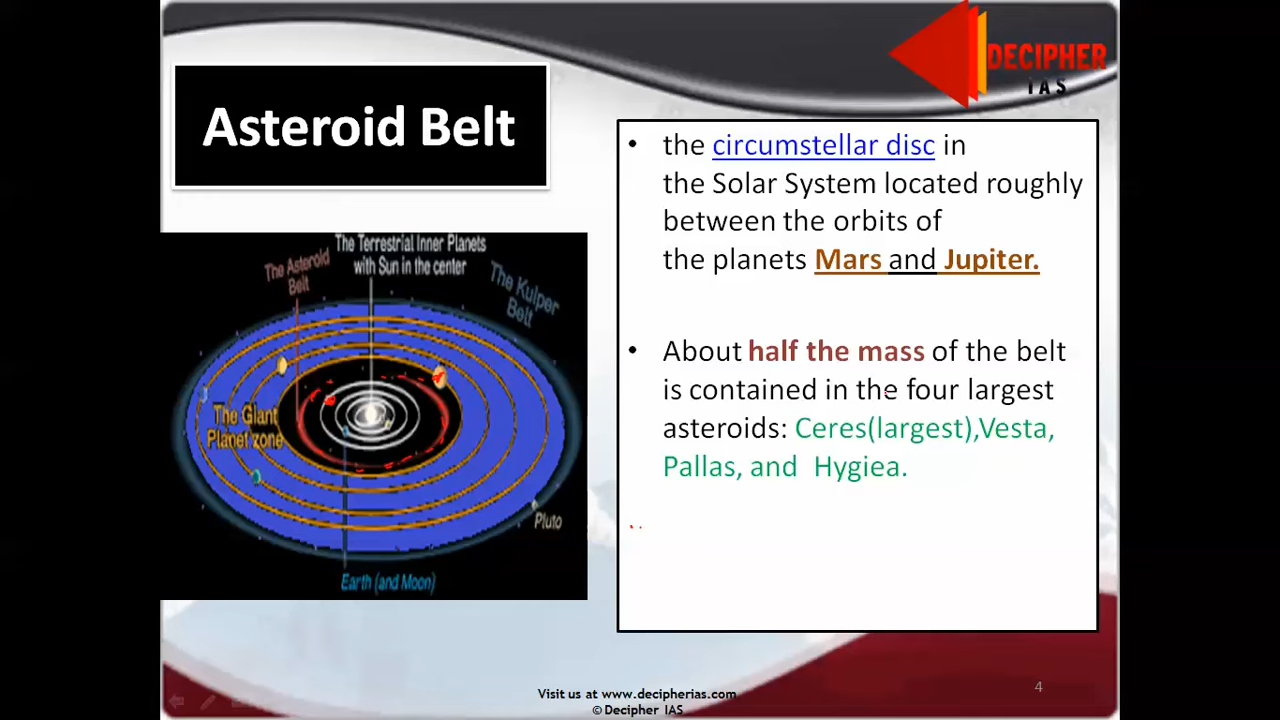 DECIPHER
IAS
Asteroid Belt
• the circumstellar disc in
the Solar System located roughly
between the orbits of
the planets Mars and Jupiter.
• About half the mass of the belt
is contained in the four largest
asteroids: Ceres(largest),Vesta,
Pallas, and Hygiea.
The Terrestrial Inner Planets
with Sun in the center
The Asteroid
Belt
The Kuiper
Belt
The Giant
Planet zone
Pluto
Earth (and Moon)
4
Visit us at www.decipherias.com
© Decipher IAS